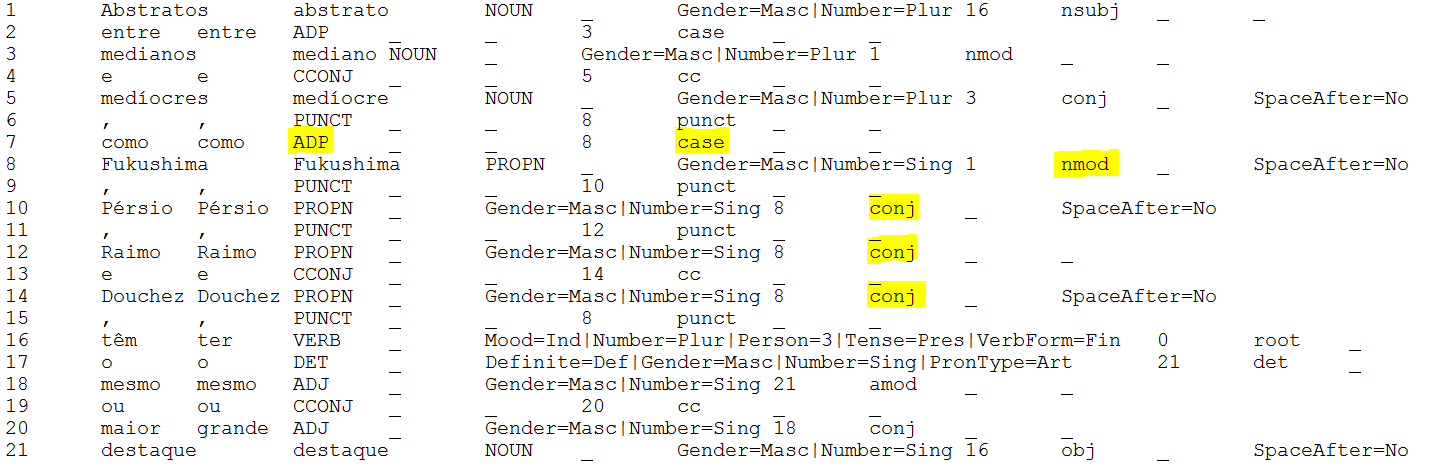 1 Abstratos abstrato NOUN _ Gender=Masc|Number=Plur 16 nsubj _ _
2 entre entre ADP _ _ 3 case _ _
3 medianos mediano NOUN _ Gender=Masc|Number=Plur 1 nmod _ _
4 e e CCONJ _ _ 5 cc _ _
5 medíocres medíocre NOUN _ Gender=Masc|Number=Plur 3 conj _ SpaceAfter=No
6 , , PUNCT _ _ 8 punct _ _
7 como como ADP _ _ 8 case _ _
8 Fukushima Fukushima PROPN _ Gender=Masc|Number=Sing 1 nmod _ SpaceAfter=No
9 , , PUNCT _ _ 10 punct _ _
10 Pérsio Pérsio PROPN _ Gender=Masc|Number=Sing 8 conj _ SpaceAfter=No
11 , , PUNCT _ _ 12 punct _ _
12 Raimo Raimo PROPN _ Gender=Masc|Number=Sing 8 conj _ _
13 e e CCONJ _ _ 14 cc _ _
14 Douchez Douchez PROPN _ Gender=Masc|Number=Sing 8 conj _ SpaceAfter=No
15 , , PUNCT _ _ 8 punct _ _
16 têm ter VERB _ Mood=Ind|Number=Plur|Person=3|Tense=Pres|VerbForm=Fin 0 root _
17 o o DET _ Definite=Def|Gender=Masc|Number=Sing|PronType=Art 21 det _
18 mesmo mesmo ADJ _ Gender=Masc|Number=Sing 21 amod _ _
19 ou ou CCONJ _ _ 20 cc _ _
20 maior grande ADJ _ Gender=Masc|Number=Sing 18 conj _ _
21 destaque destaque NOUN _ Gender=Masc|Number=Sing 16 obj _ SpaceAfter=No